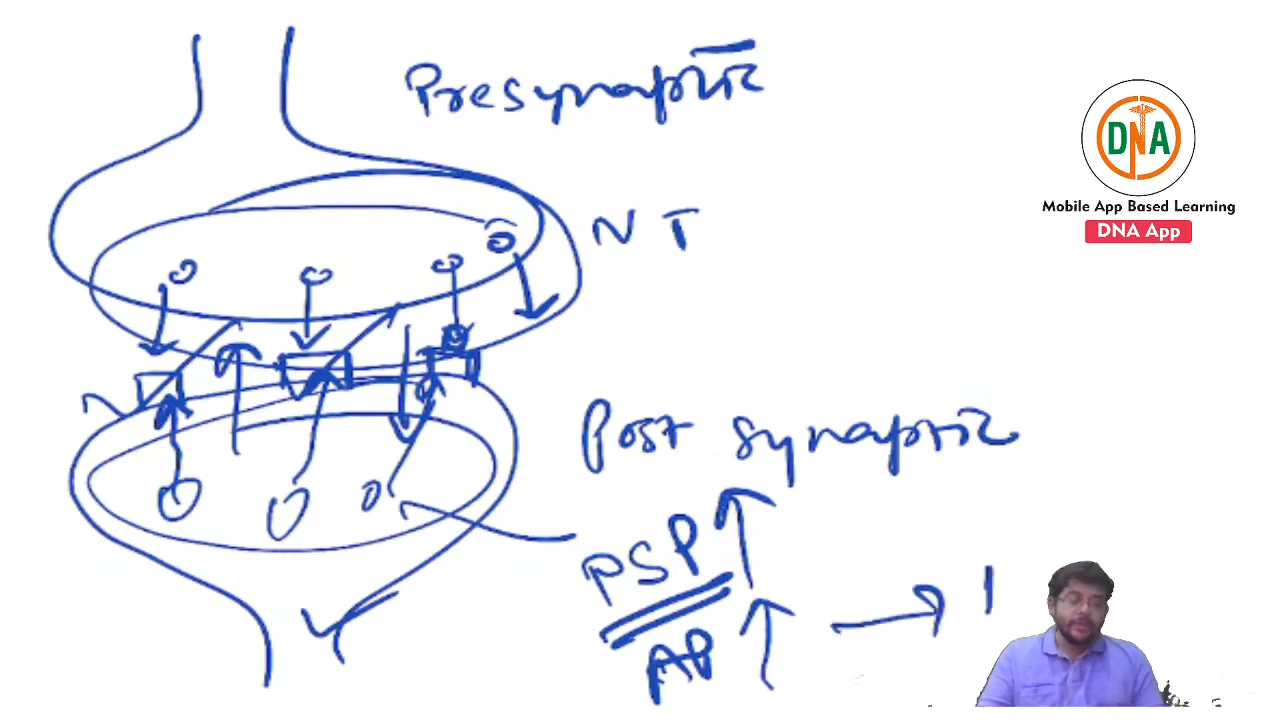 Presynaptic
DNA
Mobile App Based Learning
DNA App
NT
Post synaptic
PSP ↑
AP ↑ →